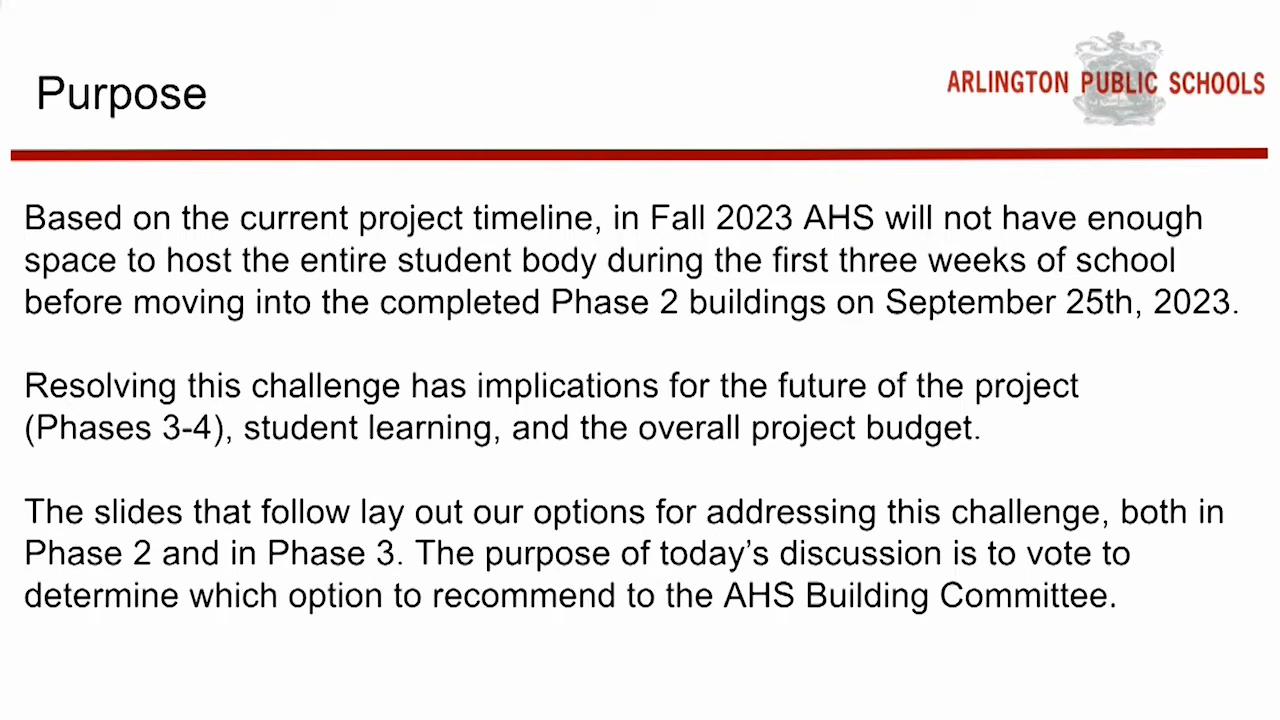 Purpose
ARLINGTON PUBLIC SCHOOLS
Based on the current project timeline, in Fall 2023 AHS will not have enough
space to host the entire student body during the first three weeks of school
before moving into the completed Phase 2 buildings on September 25th, 2023.
Resolving this challenge has implications for the future of the project
(Phases 3-4), student learning, and the overall project budget.
The slides that follow lay out our options for addressing this challenge, both in
Phase 2 and in Phase 3. The purpose of today’s discussion is to vote to
determine which option to recommend to the AHS Building Committee.